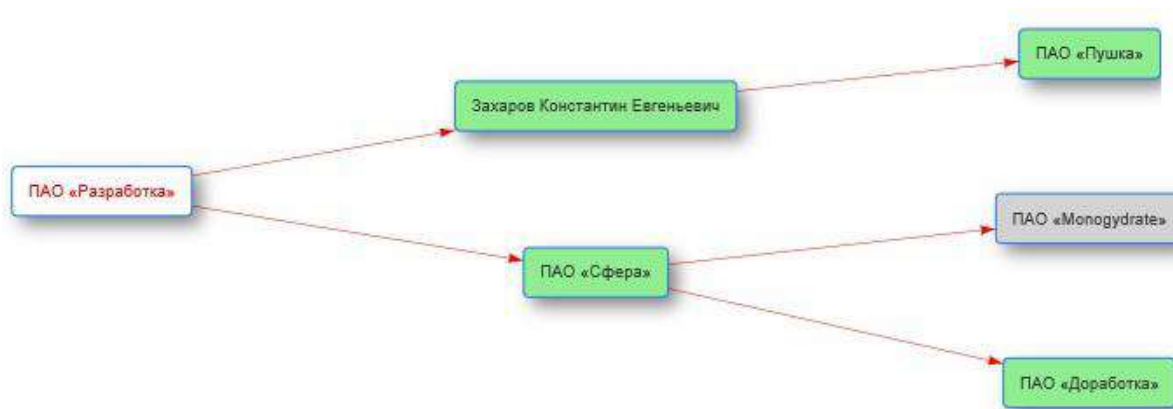 ПАО «Пушка»
Захаров Константин Евгеньевич
ПАО «Разработка»
ПАО «Monogydrate»
ПАО «Сфера»
ПАО «Доработка»